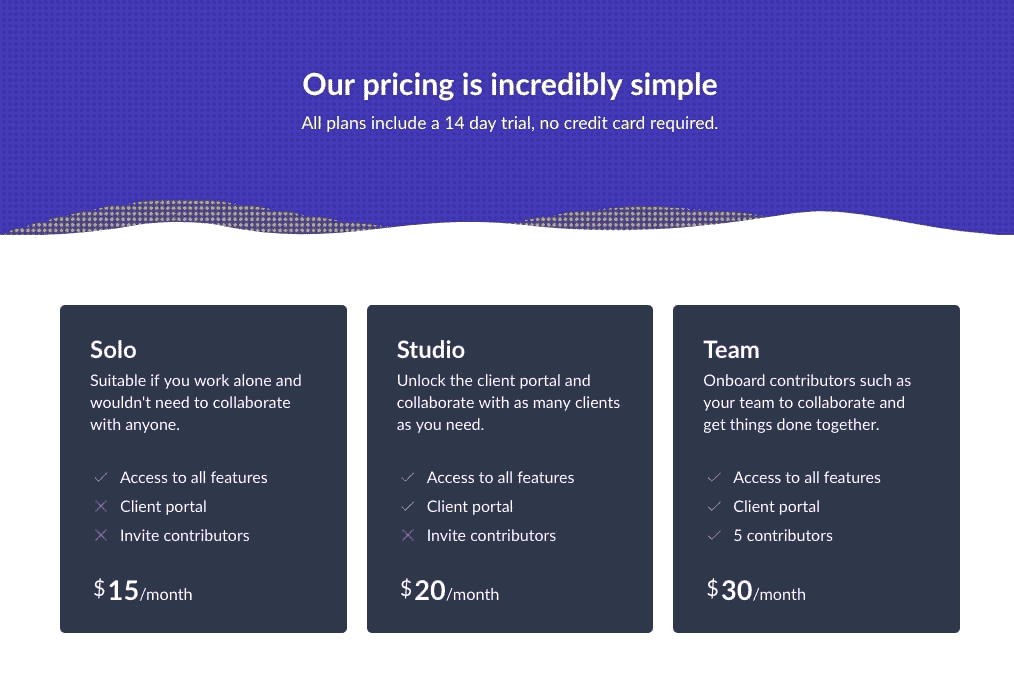 Our pricing is incredibly simple
All plans include a 14 day trial, no credit card required.
Solo
Suitable if you work alone and
wouldn't need to collaborate
with anyone.
Access to all features
Client portal
Invite contributors
$15/month
Studio
Unlock the client portal and
collaborate with as many clients
as you need.
Access to all features
Client portal
Invite contributors
$20/month
Team
Onboard contributors such as
your team to collaborate and
get things done together.
Access to all features
Client portal
5 contributors
$30/month